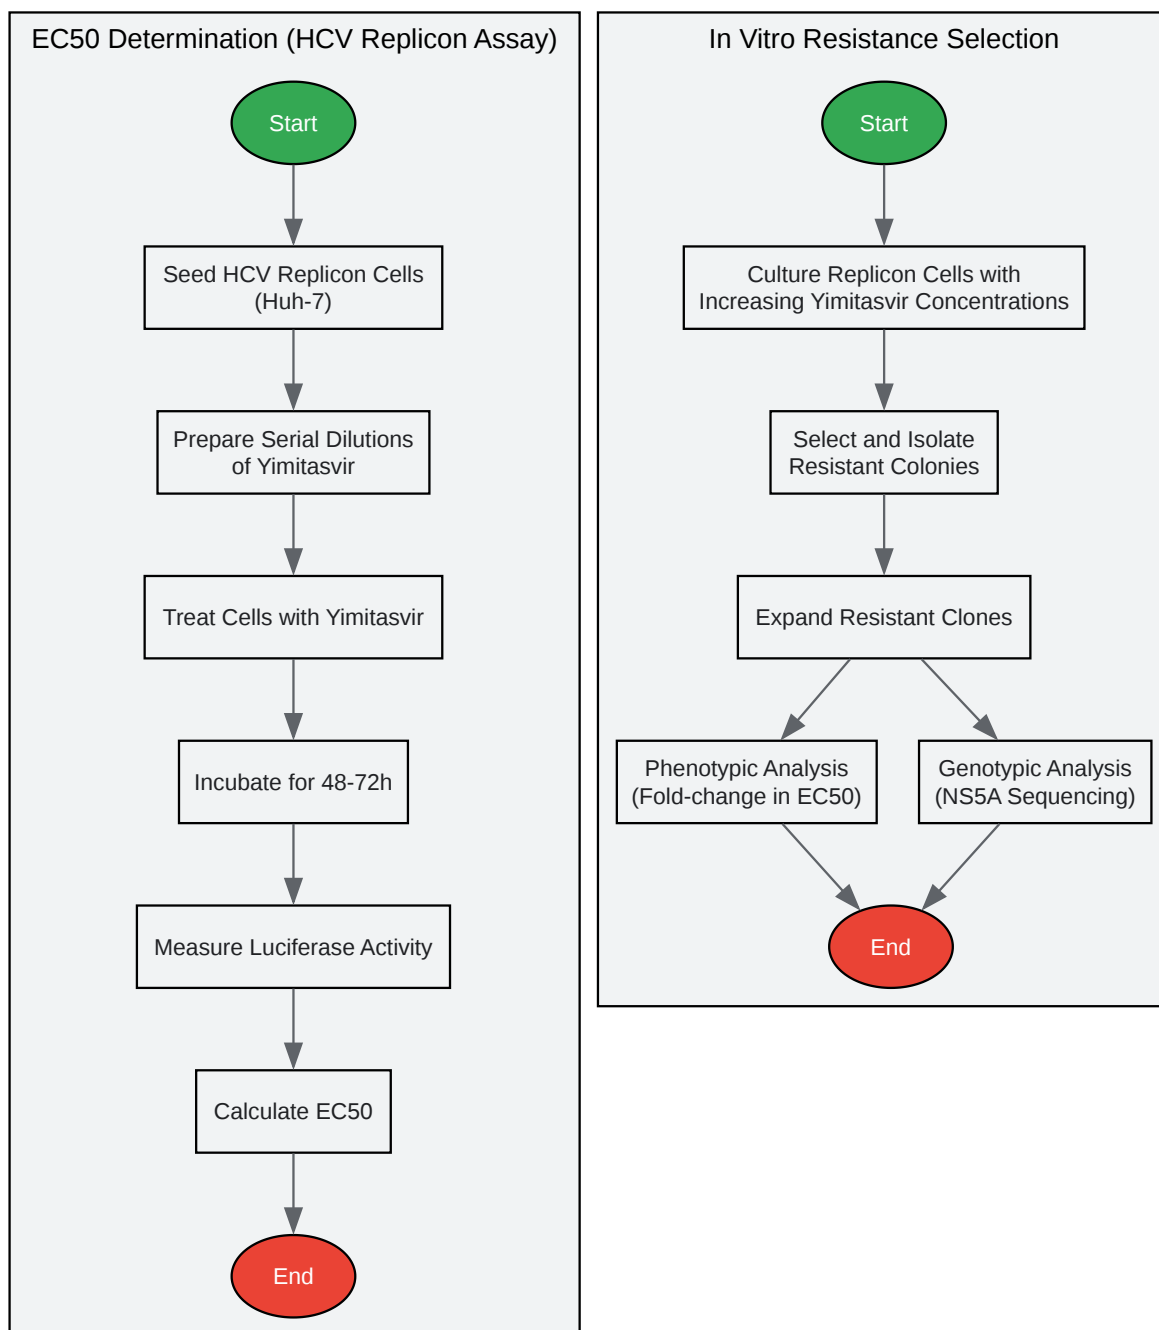 EC50 Determination (HCV Replicon Assay)
Start
Seed HCV Replicon Cells
(Huh-7)
Prepare Serial Dilutions
of Yimitasvir
Treat Cells with Yimitasvir
Incubate for 48-72h
Measure Luciferase Activity
Calculate EC50
End
In Vitro Resistance Selection
Start
Culture Replicon Cells with
Increasing Yimitasvir Concentrations
Select and Isolate
Resistant Colonies
Expand Resistant Clones
Phenotypic Analysis
(Fold-change in EC50)
Genotypic Analysis
(NS5A Sequencing)
End